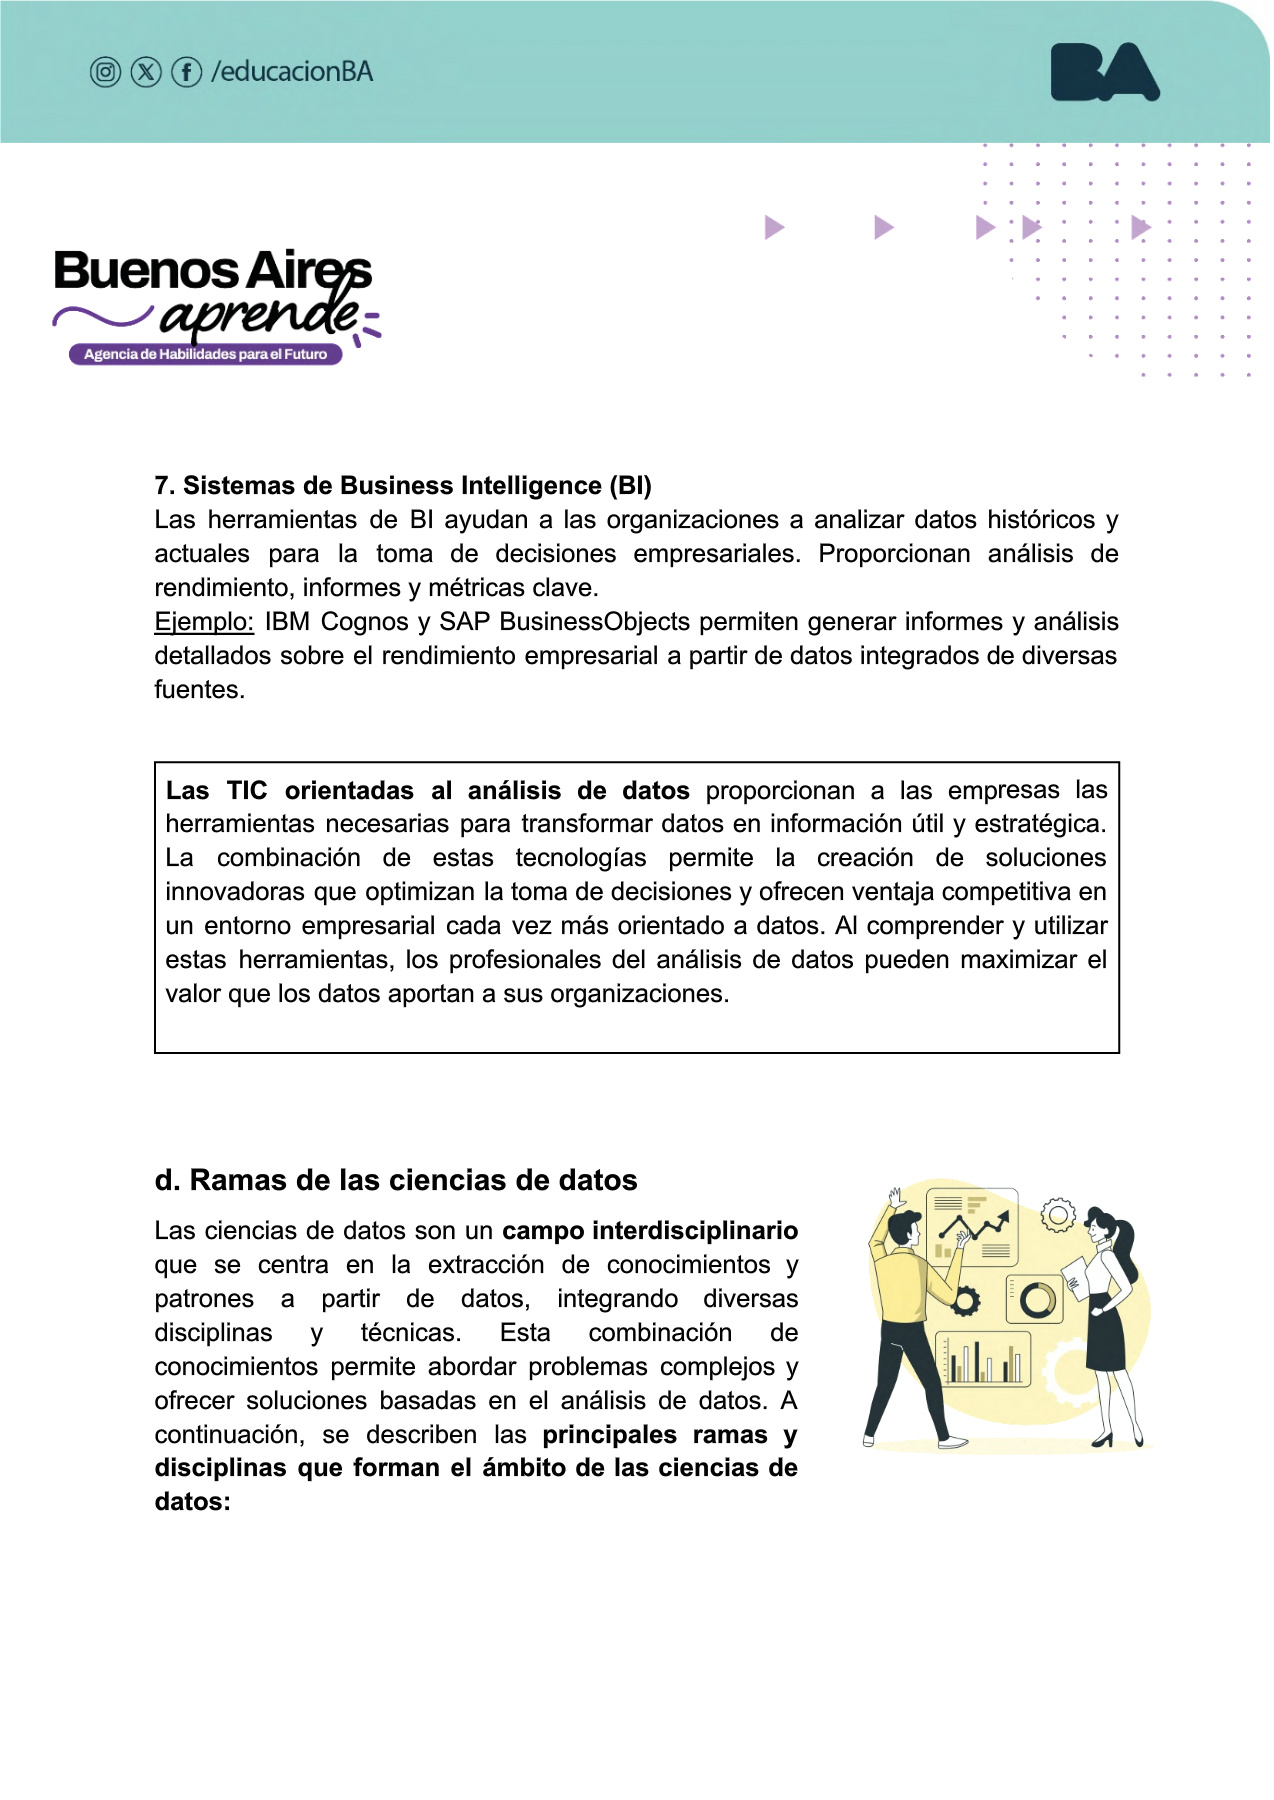 /educacionBA
BA
Buenos Aires
aprende
Agencia de Habilidades para el Futuro
7. Sistemas de Business Intelligence (BI)
Las herramientas de BI ayudan a las organizaciones a analizar datos históricos y
actuales para la toma de decisiones empresariales. Proporcionan análisis de
rendimiento, informes y métricas clave.
Ejemplo: IBM Cognos y SAP BusinessObjects permiten generar informes y análisis
detallados sobre el rendimiento empresarial a partir de datos integrados de diversas
fuentes.
Las TIC orientadas al análisis de datos proporcionan a las empresas las
herramientas necesarias para transformar datos en información útil y estratégica.
La combinación de estas tecnologías permite la creación de soluciones
innovadoras que optimizan la toma de decisiones y ofrecen ventaja competitiva en
un entorno empresarial cada vez más orientado a datos. Al comprender y utilizar
estas herramientas, los profesionales del análisis de datos pueden maximizar el
valor que los datos aportan a sus organizaciones.
d. Ramas de las ciencias de datos
Las ciencias de datos son un campo interdisciplinario
que se centra en la extracción de conocimientos y
patrones a partir de datos, integrando diversas
disciplinas y técnicas. Esta combinación de
conocimientos permite abordar problemas complejos y
ofrecer soluciones basadas en el análisis de datos. A
continuación, se describen las principales ramas y
disciplinas que forman el ámbito de las ciencias de
datos: